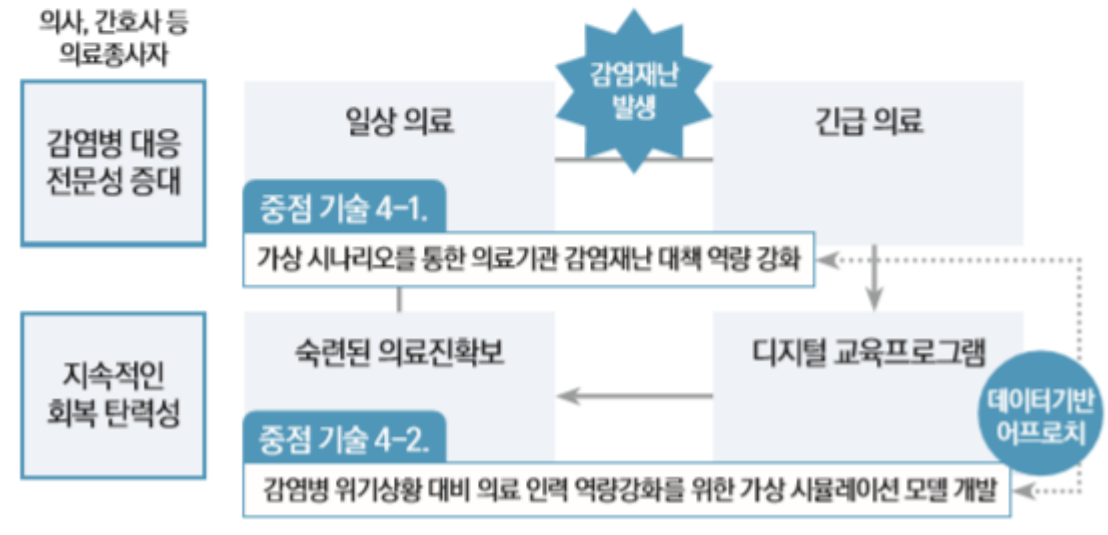 의사, 간호사 등
의료종사자
감염병 대응
전문성 증대
일상 의료
감염재난
발생
긴급 의료
중점 기술 4-1.
가상 시나리오를 통한 의료기관 감염재난 대책 역량 강화
지속적인
회복 탄력성
숙련된 의료진확보
디지털 교육프로그램
데이터기반
어프로치
중점 기술 4-2.
감염병 위기상황 대비 의료 인력 역량강화를 위한 가상 시뮬레이션 모델 개발